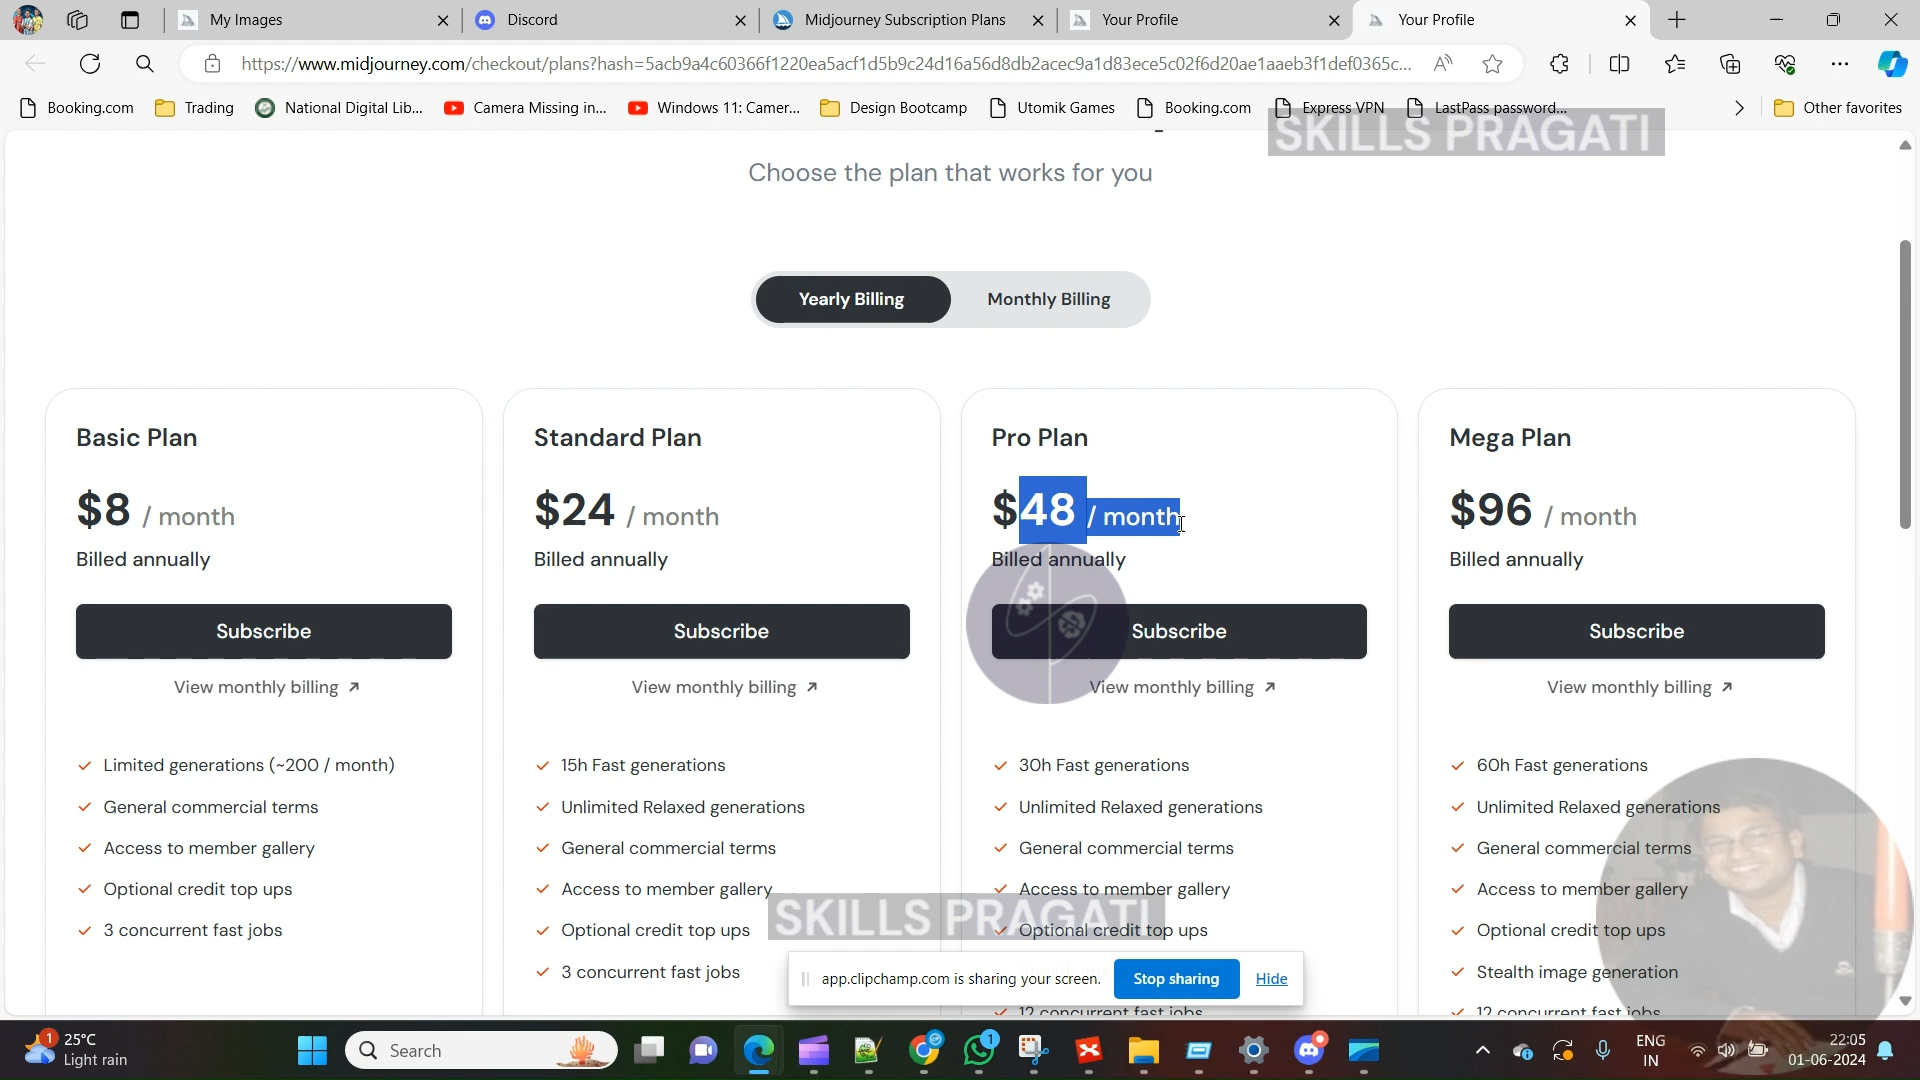 My Images
Discord
Midjourney Subscription Plans
Your Profile
Your Profile
https://www.midjourney.com/checkout/plans?hash=5acb9a4c60366f1220ea5acf1d5b9c24d16a56d8db2acec9a1d83ece5c02f6d20ae1aaeb3f1def0365c...
Booking.com
Trading
National Digital Lib...
Camera Missing in...
Windows 11: Camer...
Design Bootcamp
Utomik Games
Booking.com
Express VPN
LastPass password...
Other favorites
SKILLS PRAGATI
Choose the plan that works for you
Yearly Billing
Monthly Billing
Basic Plan
$8 / month
Billed annually
Subscribe
View monthly billing
Limited generations (~200 / month)
General commercial terms
Access to member gallery
Optional credit top ups
3 concurrent fast jobs
Standard Plan
$24 / month
Billed annually
Subscribe
View monthly billing
15h Fast generations
Unlimited Relaxed generations
General commercial terms
Access to member gallery
Optional credit top ups
3 concurrent fast jobs
Pro Plan
$48 / month
Billed annually
Subscribe
View monthly billing
30h Fast generations
Unlimited Relaxed generations
General commercial terms
Access to member gallery
Optional credit top ups
12 concurrent fast jobs
Mega Plan
$96 / month
Billed annually
Subscribe
View monthly billing
60h Fast generations
Unlimited Relaxed generations
General commercial terms
Access to member gallery
Optional credit top ups
Stealth image generation
12 concurrent fast jobs
SKILLS PRAGATI
app.clipchamp.com is sharing your screen.
Stop sharing
Hide
1
25°C
Light rain
Search
1
ENG
IN
22:05
01-06-2024